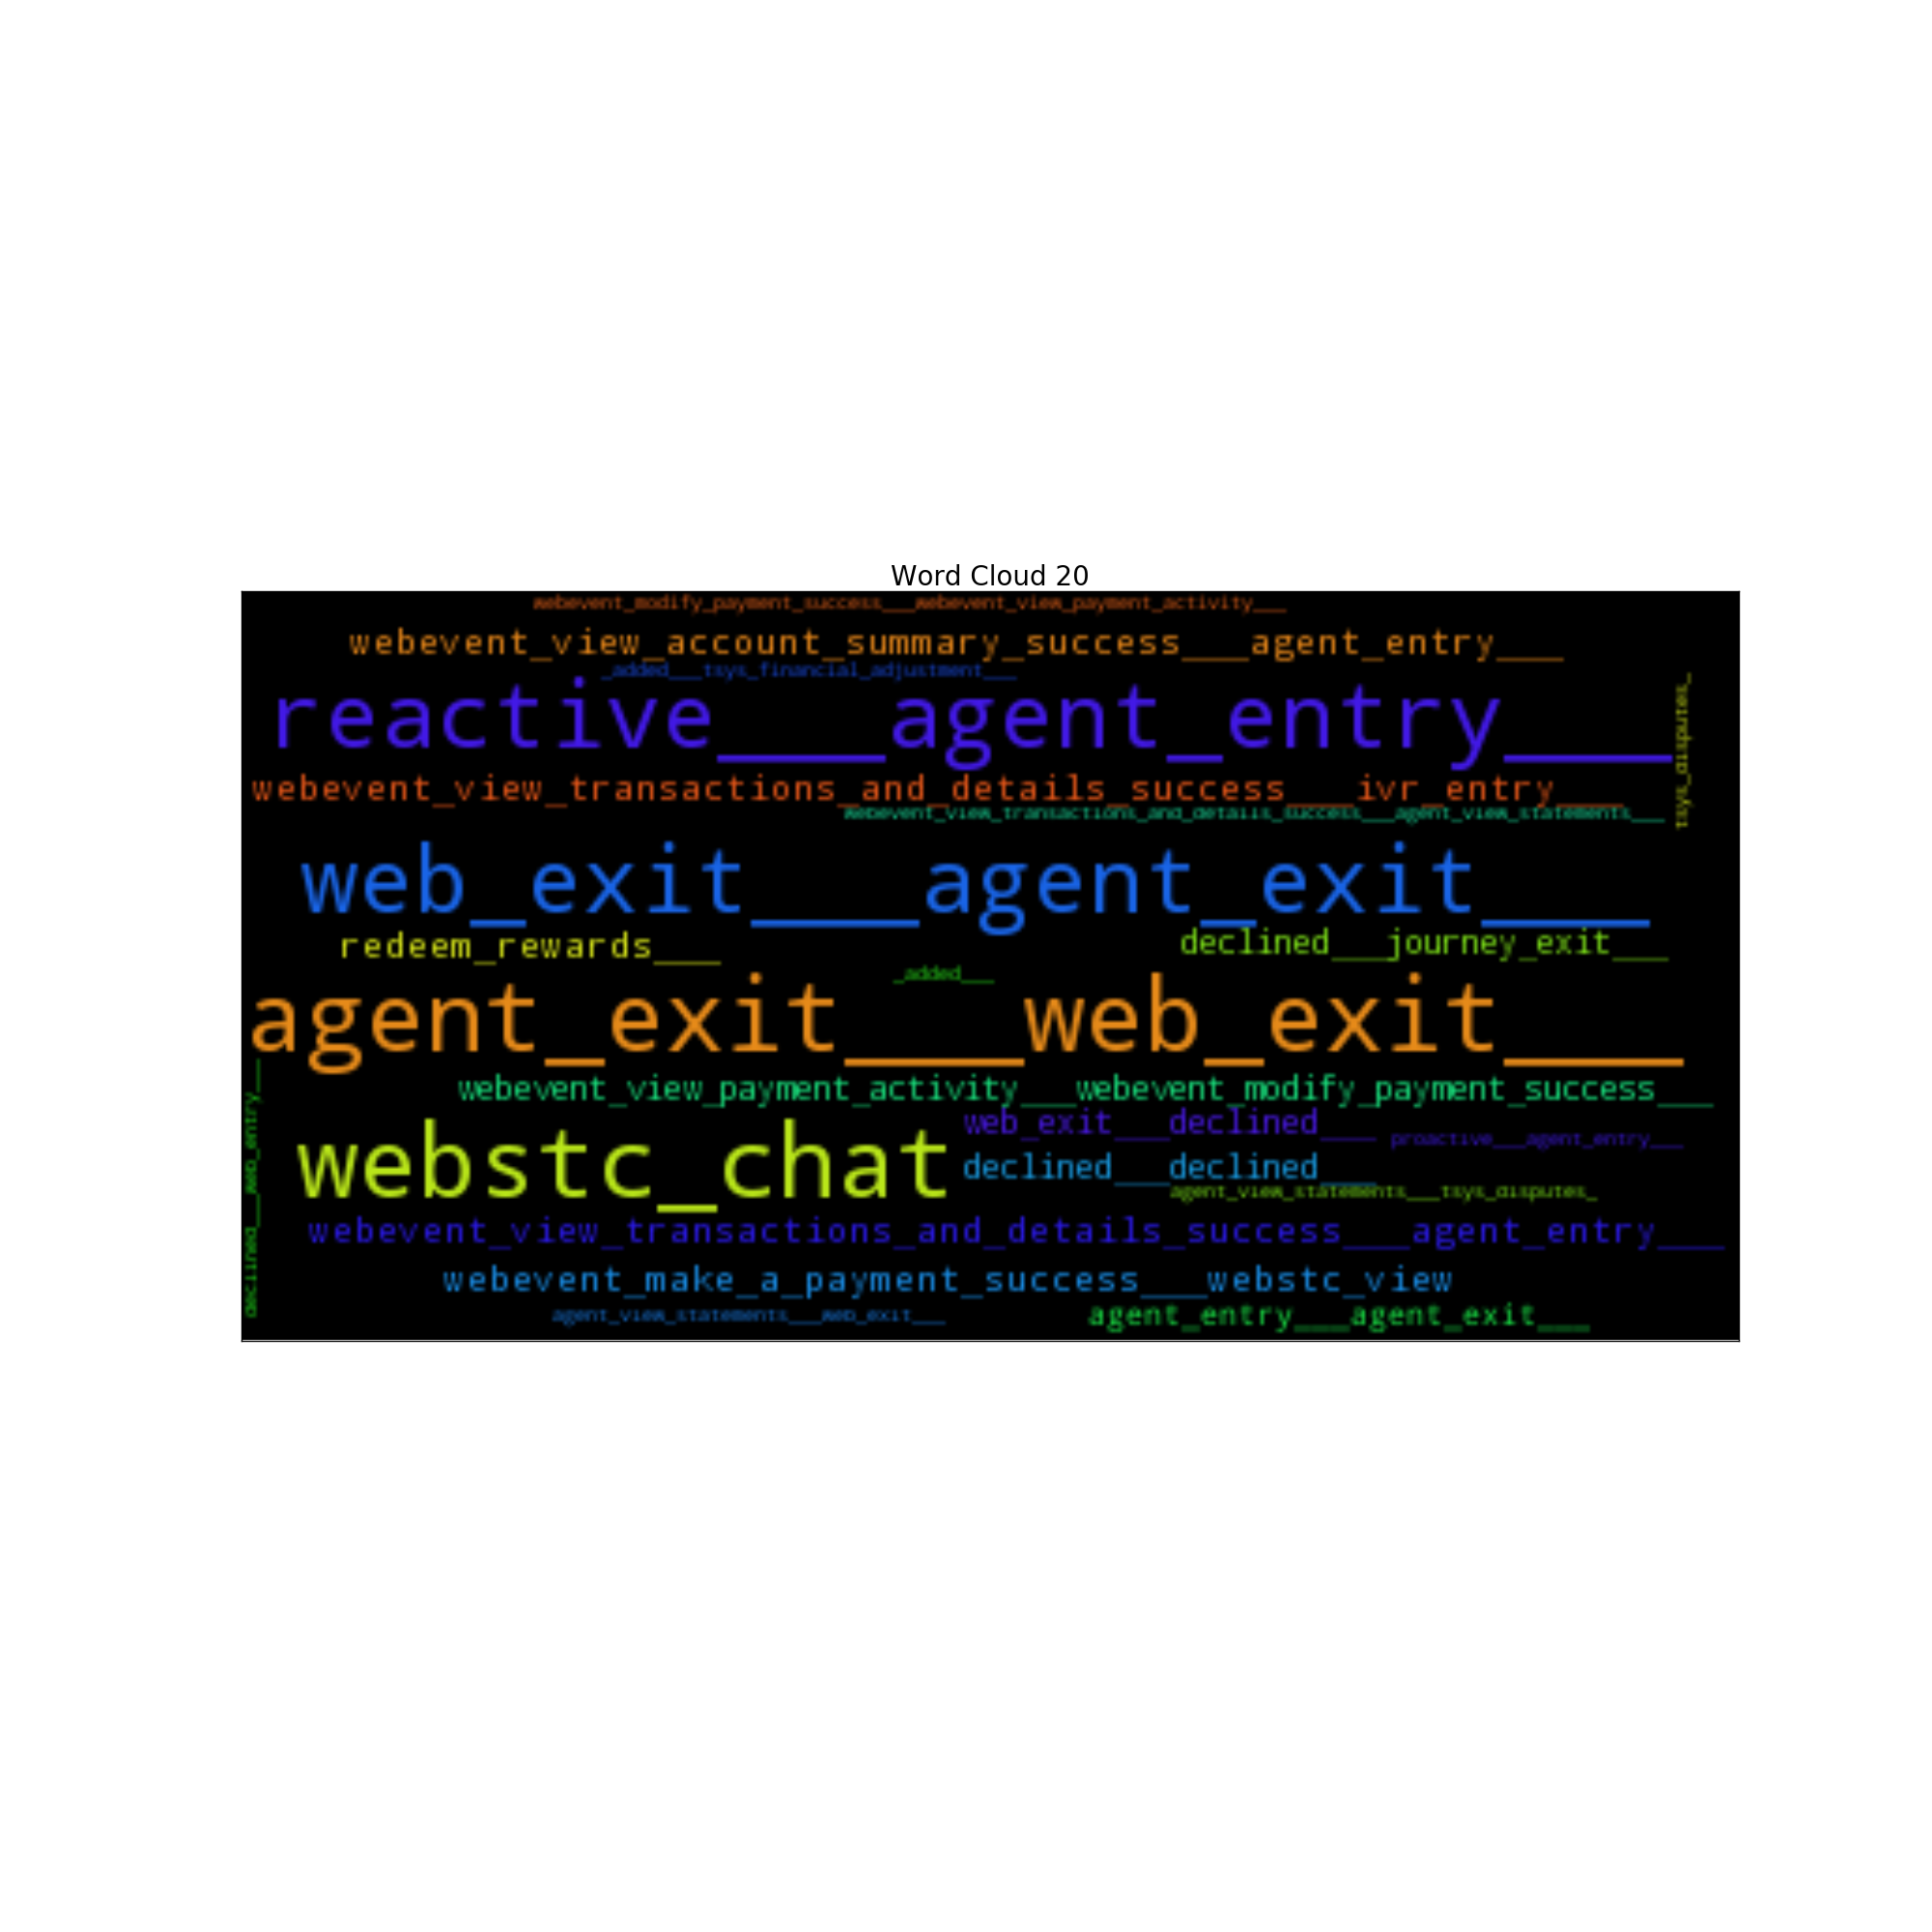 Word Cloud 20
webevent_modify_payment_success___webevent_view_payment_activity___
webevent_view_account_summary_success___agent_entry___
_added___tsys_financial_adjustment___
reactive___agent_entry___
tsys_disputes_
webevent_view_transactions_and_details_success___ivr_entry___
webevent_view_transactions_and_details_success___agent_view_statements___
web_exit___agent_exit___
redeem_rewards___
declined___journey_exit___
_added___
agent_exit___web_exit___
declined___web_entry___
webevent_view_payment_activity___webevent_modify_payment_success___
web_exit___declined___
proactive___agent_entry___
webstc_chat
declined___declined___
agent_view_statements___tsys_disputes_
webevent_view_transactions_and_details_success___agent_entry___
webevent_make_a_payment_success___webstc_view
agent_view_statements___web_exit___
agent_entry___agent_exit___